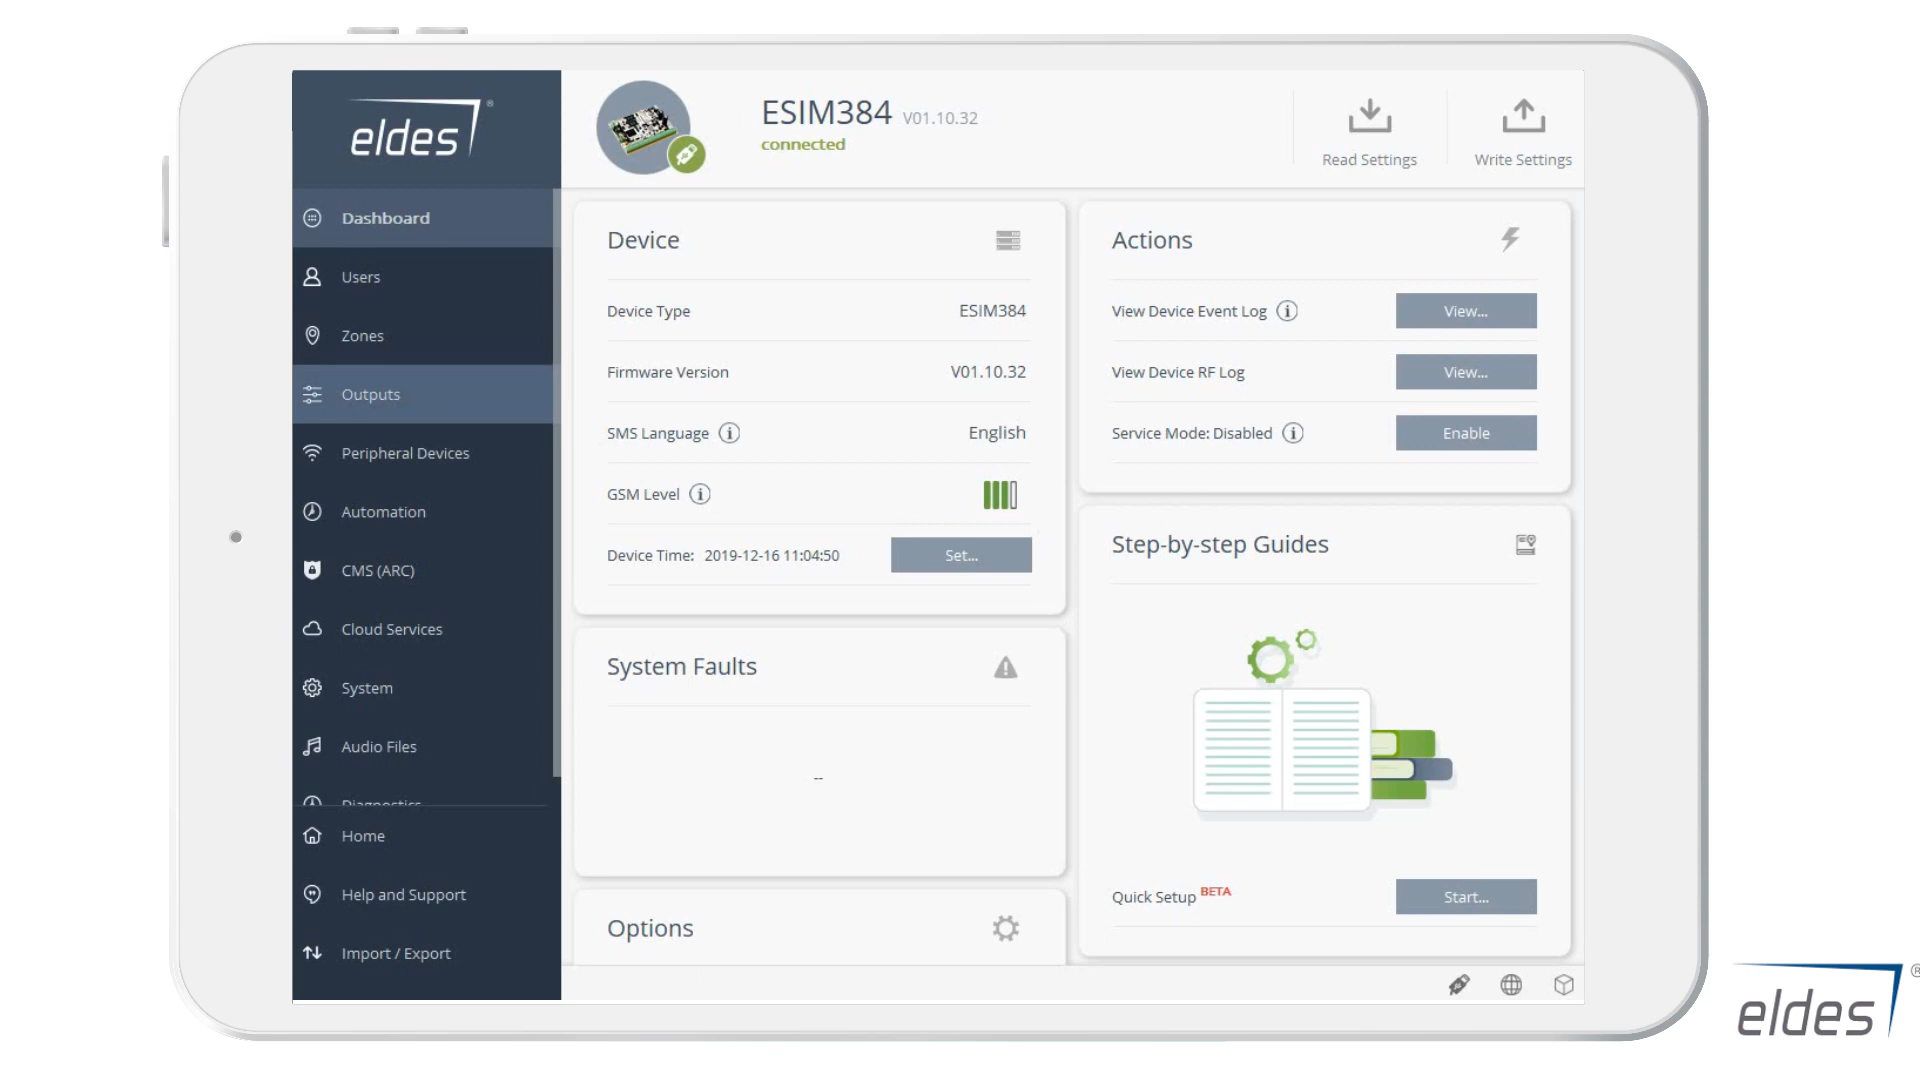 eldes®
Dashboard
Users
Zones
Outputs
Peripheral Devices
Automation
CMS (ARC)
Cloud Services
System
Audio Files
Diagnostics
Home
Help and Support
Import / Export
ESIM384 V01.10.32
connected
Read Settings
Write Settings
Device
Device Type ESIM384
Firmware Version V01.10.32
SMS Language i English
GSM Level i
Device Time: 2019-12-16 11:04:50 Set...
System Faults
--
Options
Actions
View Device Event Log i View...
View Device RF Log View...
Service Mode: Disabled i Enable
Step-by-step Guides
Quick Setup BETA Start...
eldes®